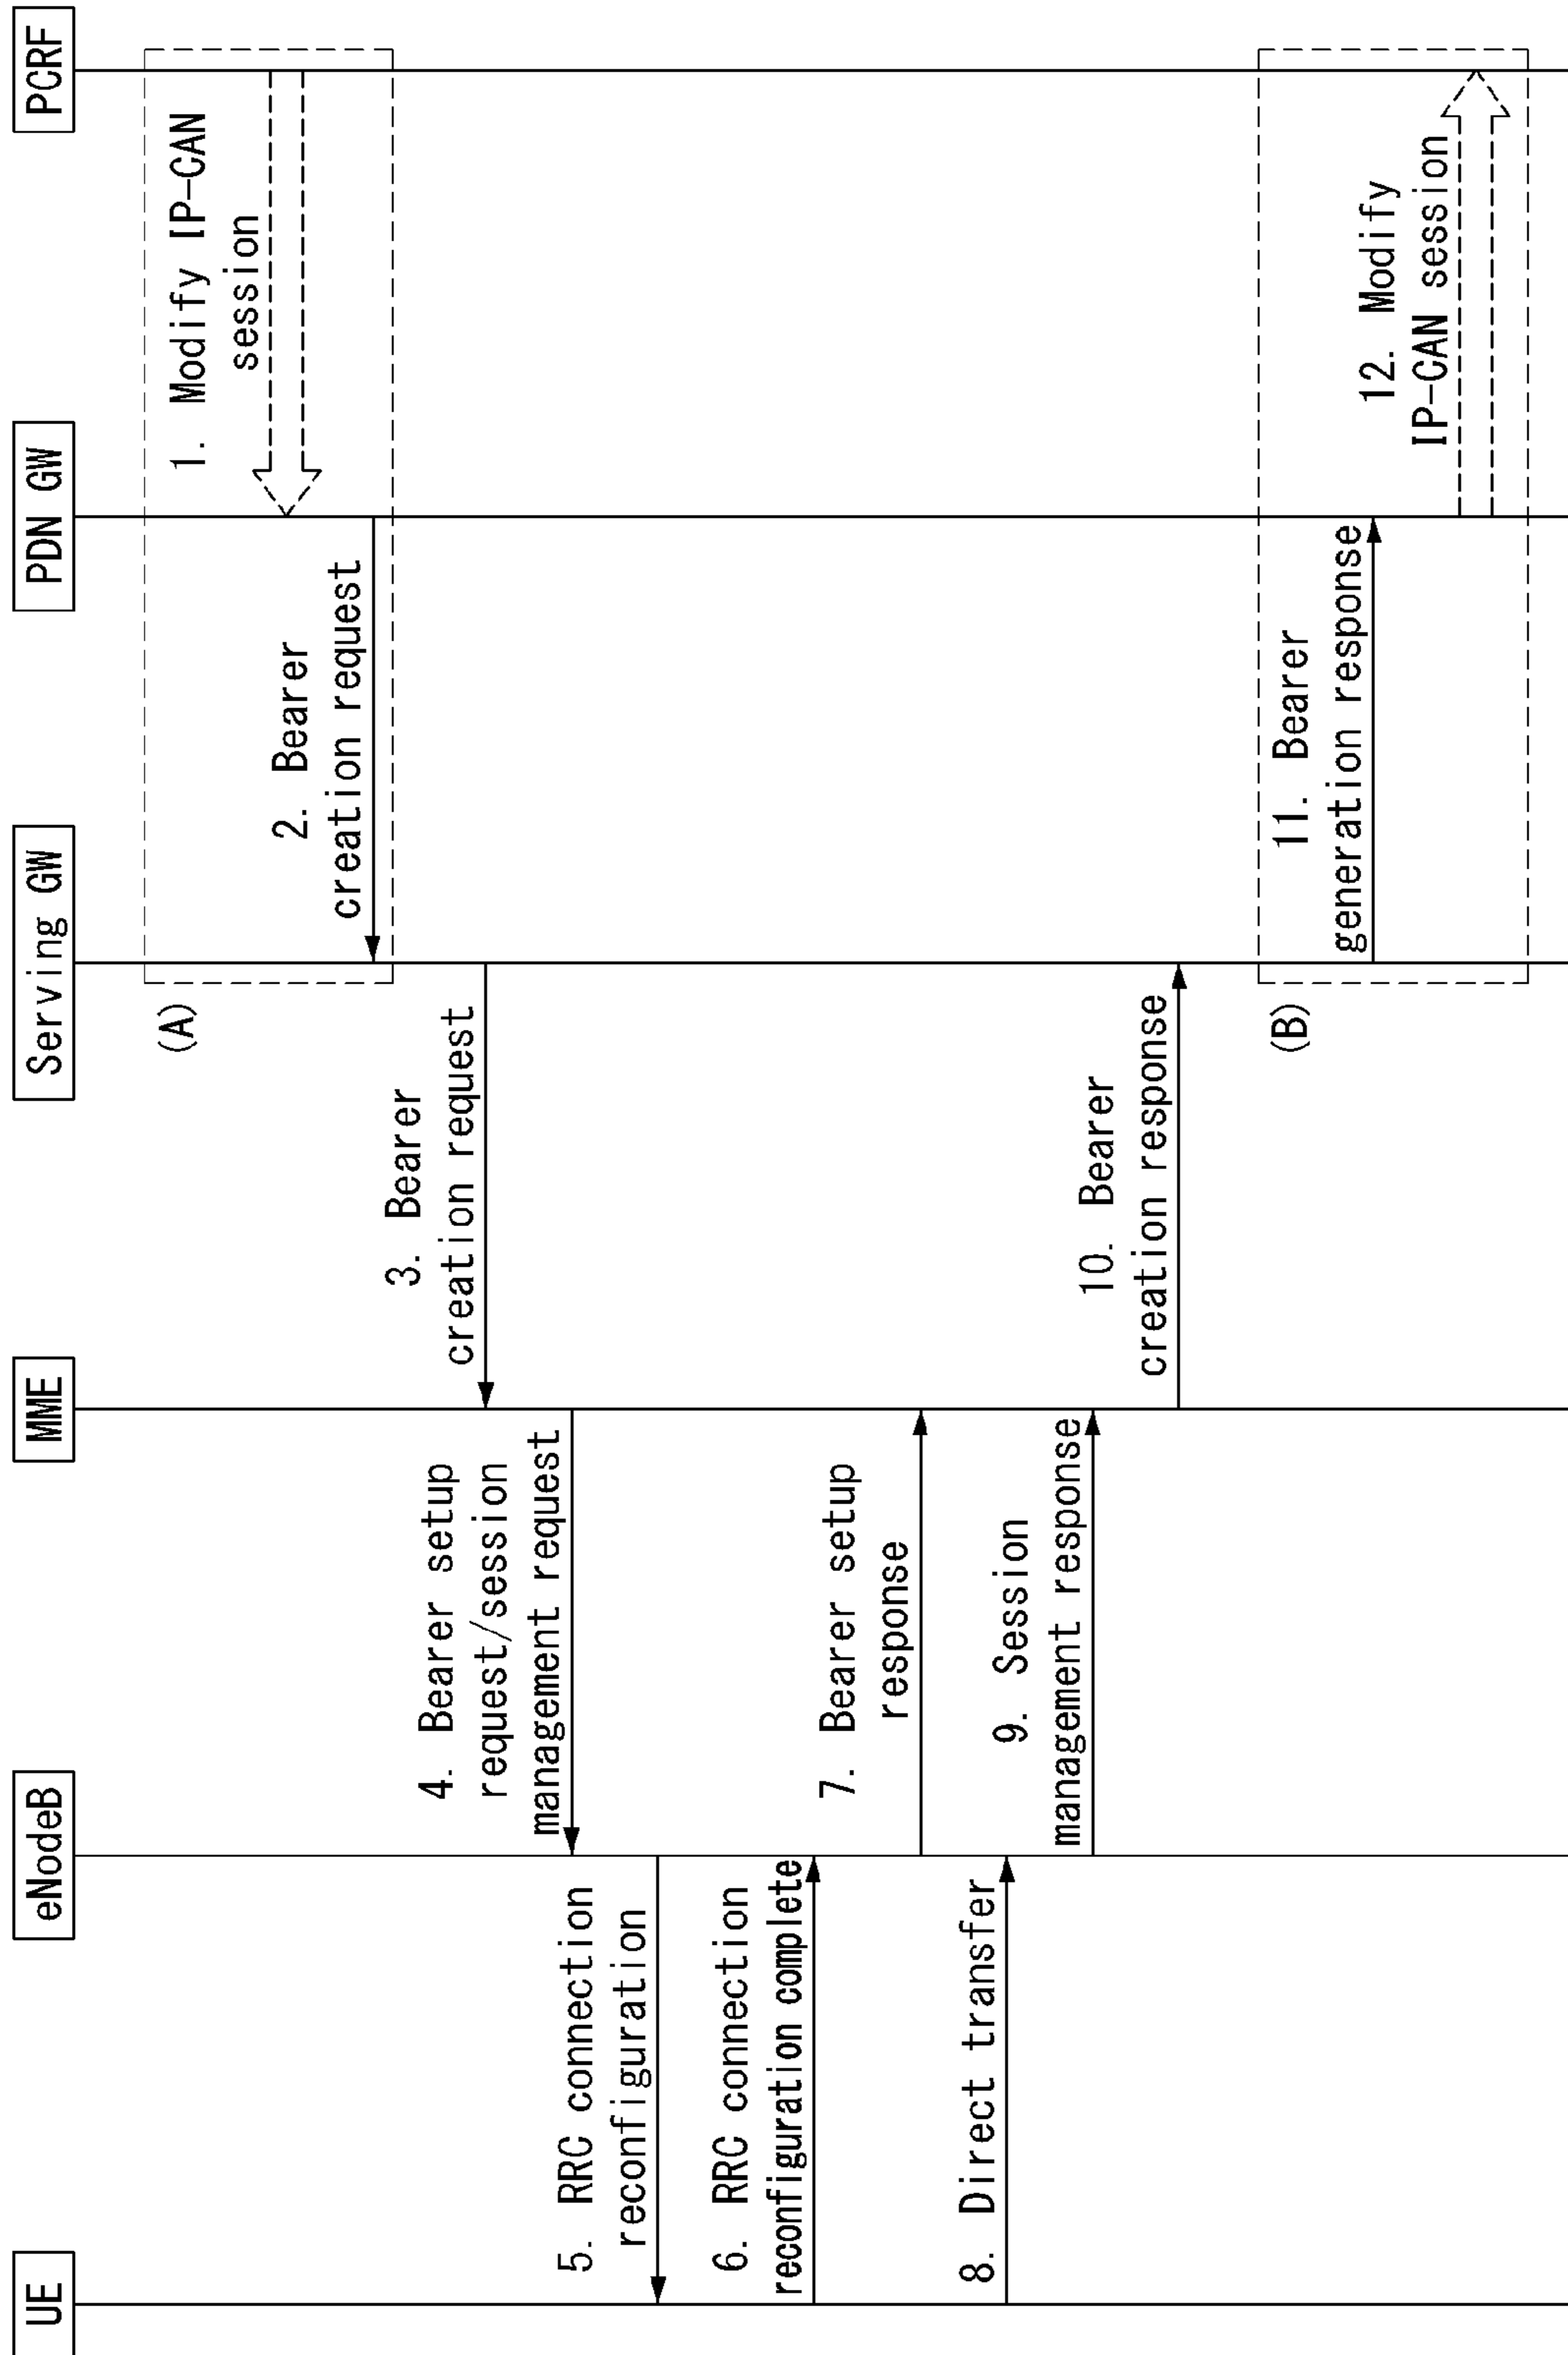 UE
eNodeB
MME
Serving GW
PDN GW
PCRF
(A)
1. Modify IP-CAN
session
2. Bearer
creation request
3. Bearer
creation request
4. Bearer setup
request/session
management request
5. RRC connection
reconfiguration
6. RRC connection
reconfiguration complete
7. Bearer setup
response
8. Direct transfer
9. Session
management response
10. Bearer
creation response
(B)
11. Bearer
generation response
12. Modify
IP-CAN session